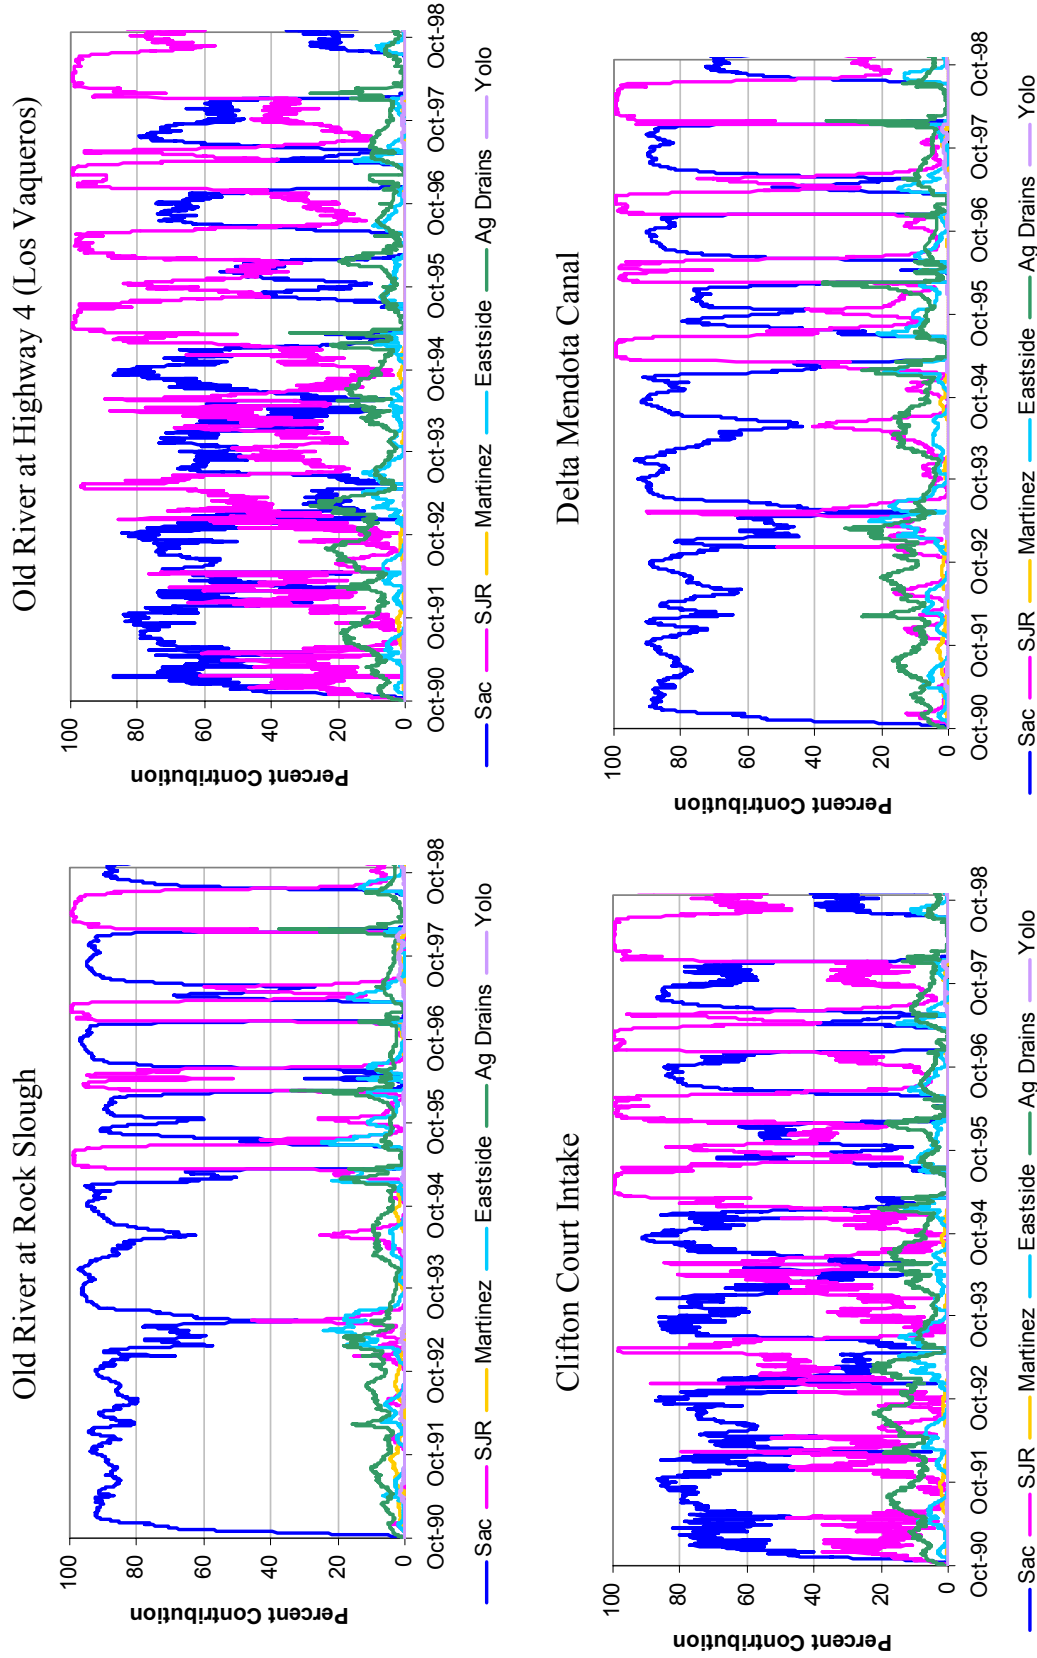 Old River at Rock Slough
Percent Contribution
100
80
60
40
20
0
Oct-90
Oct-91
Oct-92
Oct-93
Oct-94
Oct-95
Oct-96
Oct-97
Oct-98
Sac SJR Martinez Eastside Ag Drains Yolo
Old River at Highway 4 (Los Vaqueros)
Percent Contribution
100
80
60
40
20
0
Oct-90
Oct-91
Oct-92
Oct-93
Oct-94
Oct-95
Oct-96
Oct-97
Oct-98
Sac SJR Martinez Eastside Ag Drains Yolo
Clifton Court Intake
Percent Contribution
100
80
60
40
20
0
Oct-90
Oct-91
Oct-92
Oct-93
Oct-94
Oct-95
Oct-96
Oct-97
Oct-98
Sac SJR Martinez Eastside Ag Drains Yolo
Delta Mendota Canal
Percent Contribution
100
80
60
40
20
0
Oct-90
Oct-91
Oct-92
Oct-93
Oct-94
Oct-95
Oct-96
Oct-97
Oct-98
Sac SJR Martinez Eastside Ag Drains Yolo